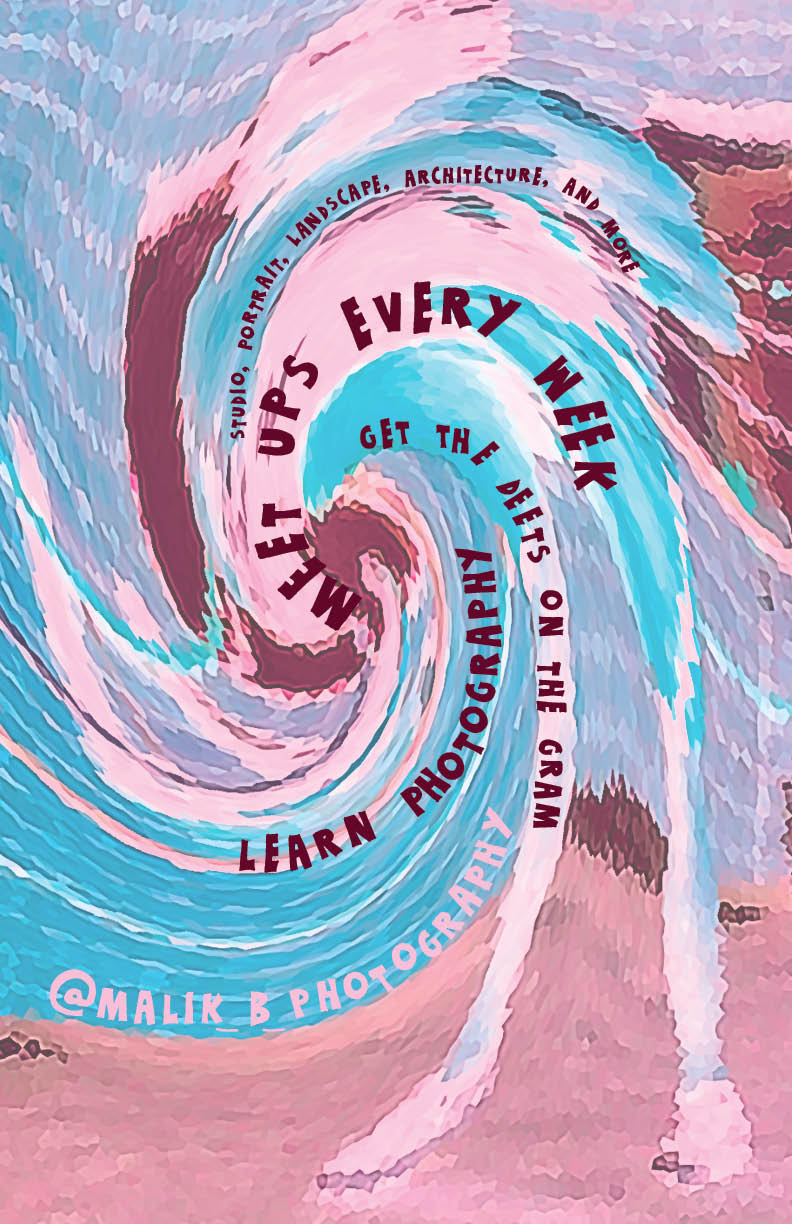 STUDIO, PORTRAIT, LANDSCAPE, ARCHITECTURE, AND MORE
MEET UPS EVERY WEEK
GET THE DEETS ON THE GRAM
LEARN PHOTOGRAPHY
@MALIK_B_PHOTOGRAPHY